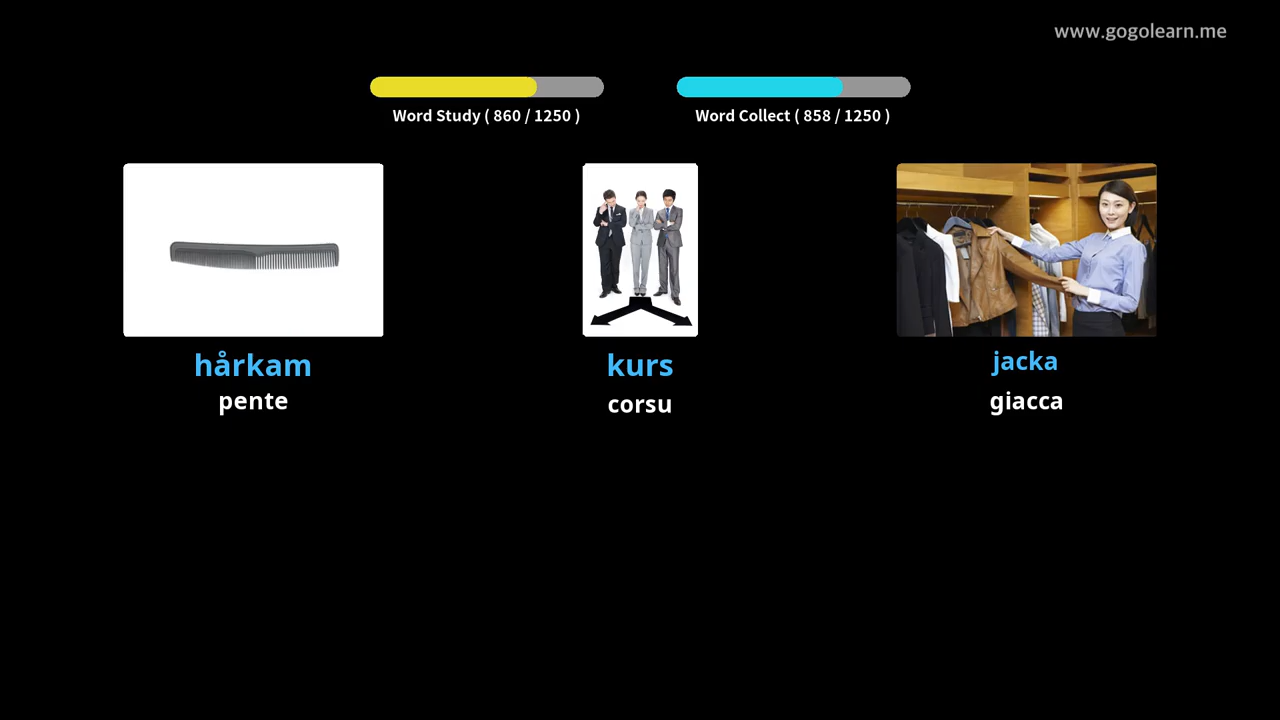 www.gogolearn.me
Word Study ( 860 / 1250 )
Word Collect ( 858 / 1250 )
hårkam
kurs
jacka
pente
corsu
giacca